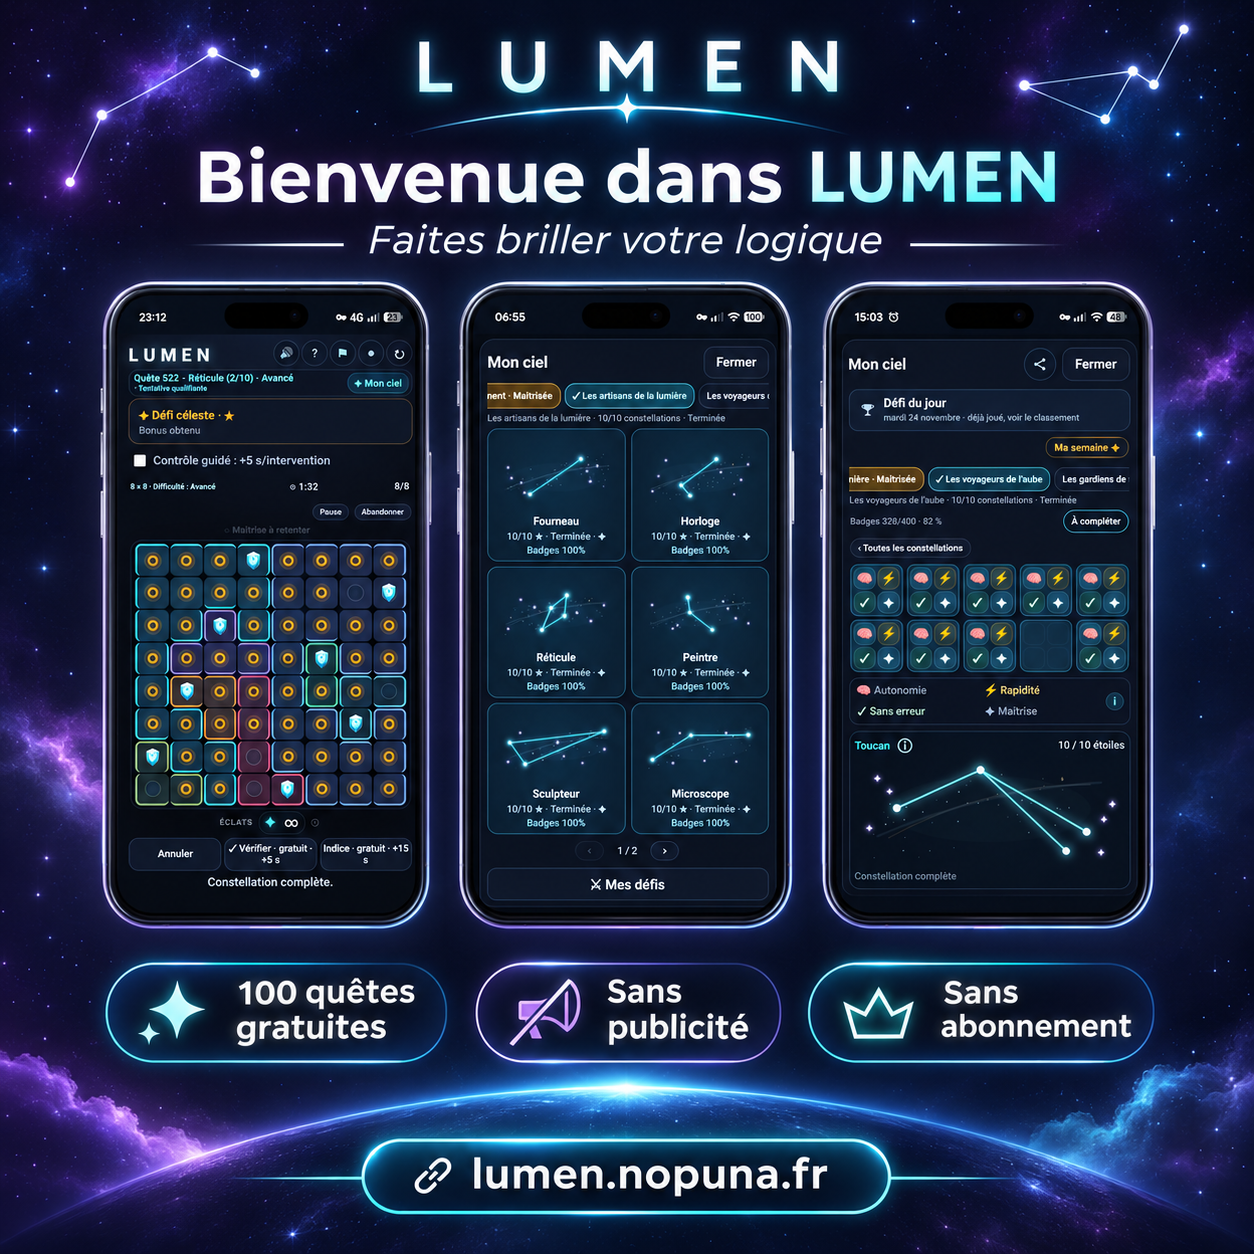 LUMEN
Bienvenue dans LUMEN
Faites briller votre logique
23:12
4G
23
LUMEN
?
Quête 522 - Réticule (2/10) · Avancé
· Tentative qualifiante
✦ Mon ciel
✦ Défi céleste · ★
Bonus obtenu
Contrôle guidé : +5 s/intervention
8 x 8 · Difficulté : Avancé
1:32
8/8
Pause
Abandonner
Maîtrise à retenter
ÉCLATS ✦ ∞
Annuler
✓ Vérifier · gratuit ·
+5 s
Indice · gratuit · +15
s
Constellation complète.
06:55
100
Mon ciel
Fermer
nent · Maîtrisée
✓ Les artisans de la lumière
Les voyageurs
Les artisans de la lumière · 10/10 constellations · Terminée
Fourneau
10/10 ★ · Terminée · ✦
Badges 100%
Horloge
10/10 ★ · Terminée · ✦
Badges 100%
Réticule
10/10 ★ · Terminée · ✦
Badges 100%
Peintre
10/10 ★ · Terminée · ✦
Badges 100%
Sculpteur
10/10 ★ · Terminée · ✦
Badges 100%
Microscope
10/10 ★ · Terminée · ✦
Badges 100%
‹ 1 / 2 ›
Mes défis
15:03
48
Mon ciel
Fermer
Défi du jour
mardi 24 novembre · déjà joué, voir le classement
Ma semaine ✦
nière · Maîtrisée
✓ Les voyageurs de l'aube
Les gardiens de
Les voyageurs de l'aube · 10/10 constellations · Terminée
Badges 328/400 · 82 %
À compléter
‹ Toutes les constellations
Autonomie
Rapidité
✓ Sans erreur
✦ Maîtrise
i
Toucan
i
10 / 10 étoiles
Constellation complète
100 quêtes
gratuites
Sans
publicité
Sans
abonnement
lumen.nopuna.fr